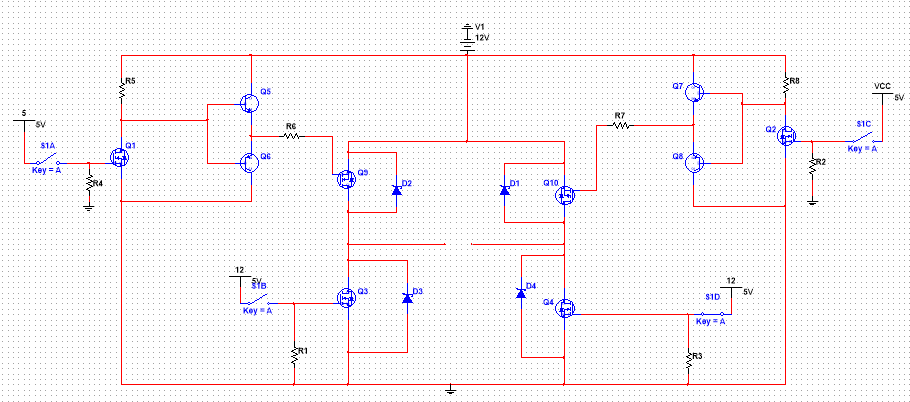 V1
12V
R5
Q5
Q7
R8
VCC
5V
5
5V
R6
R7
S1A
Q1
Q2
S1C
Key = A
Key = A
Q6
Q8
R4
R2
Q9
D2
D1
Q10
12
5V
S1B
Key = A
Q3
D3
D4
Q4
12
5V
S1D
Key = A
R1
R3